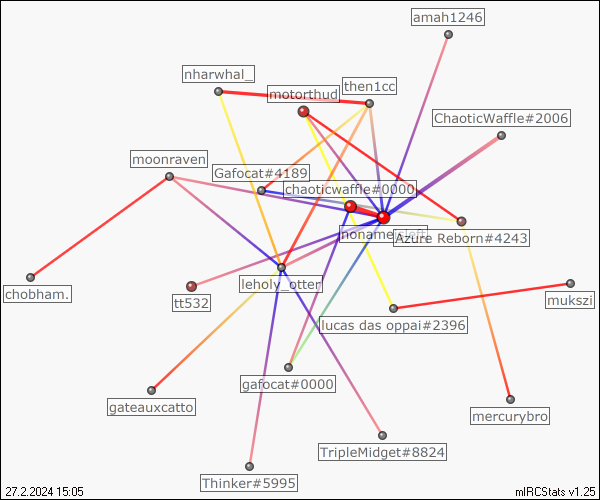 amah1246
nharwhal_
then1cc
motorthud
ChaoticWaffle#2006
moonraven
Gafocat#4189
chaoticwaffle#0000
Azure Reborn#4243
leholy_otter
chobham.
tt532
mukszi
lucas das oppai#2396
gafocat#0000
gateauxcatto
mercurybro
TripleMidget#8824
Thinker#5995
27.2.2024 15:05
mIRCStats v1.25